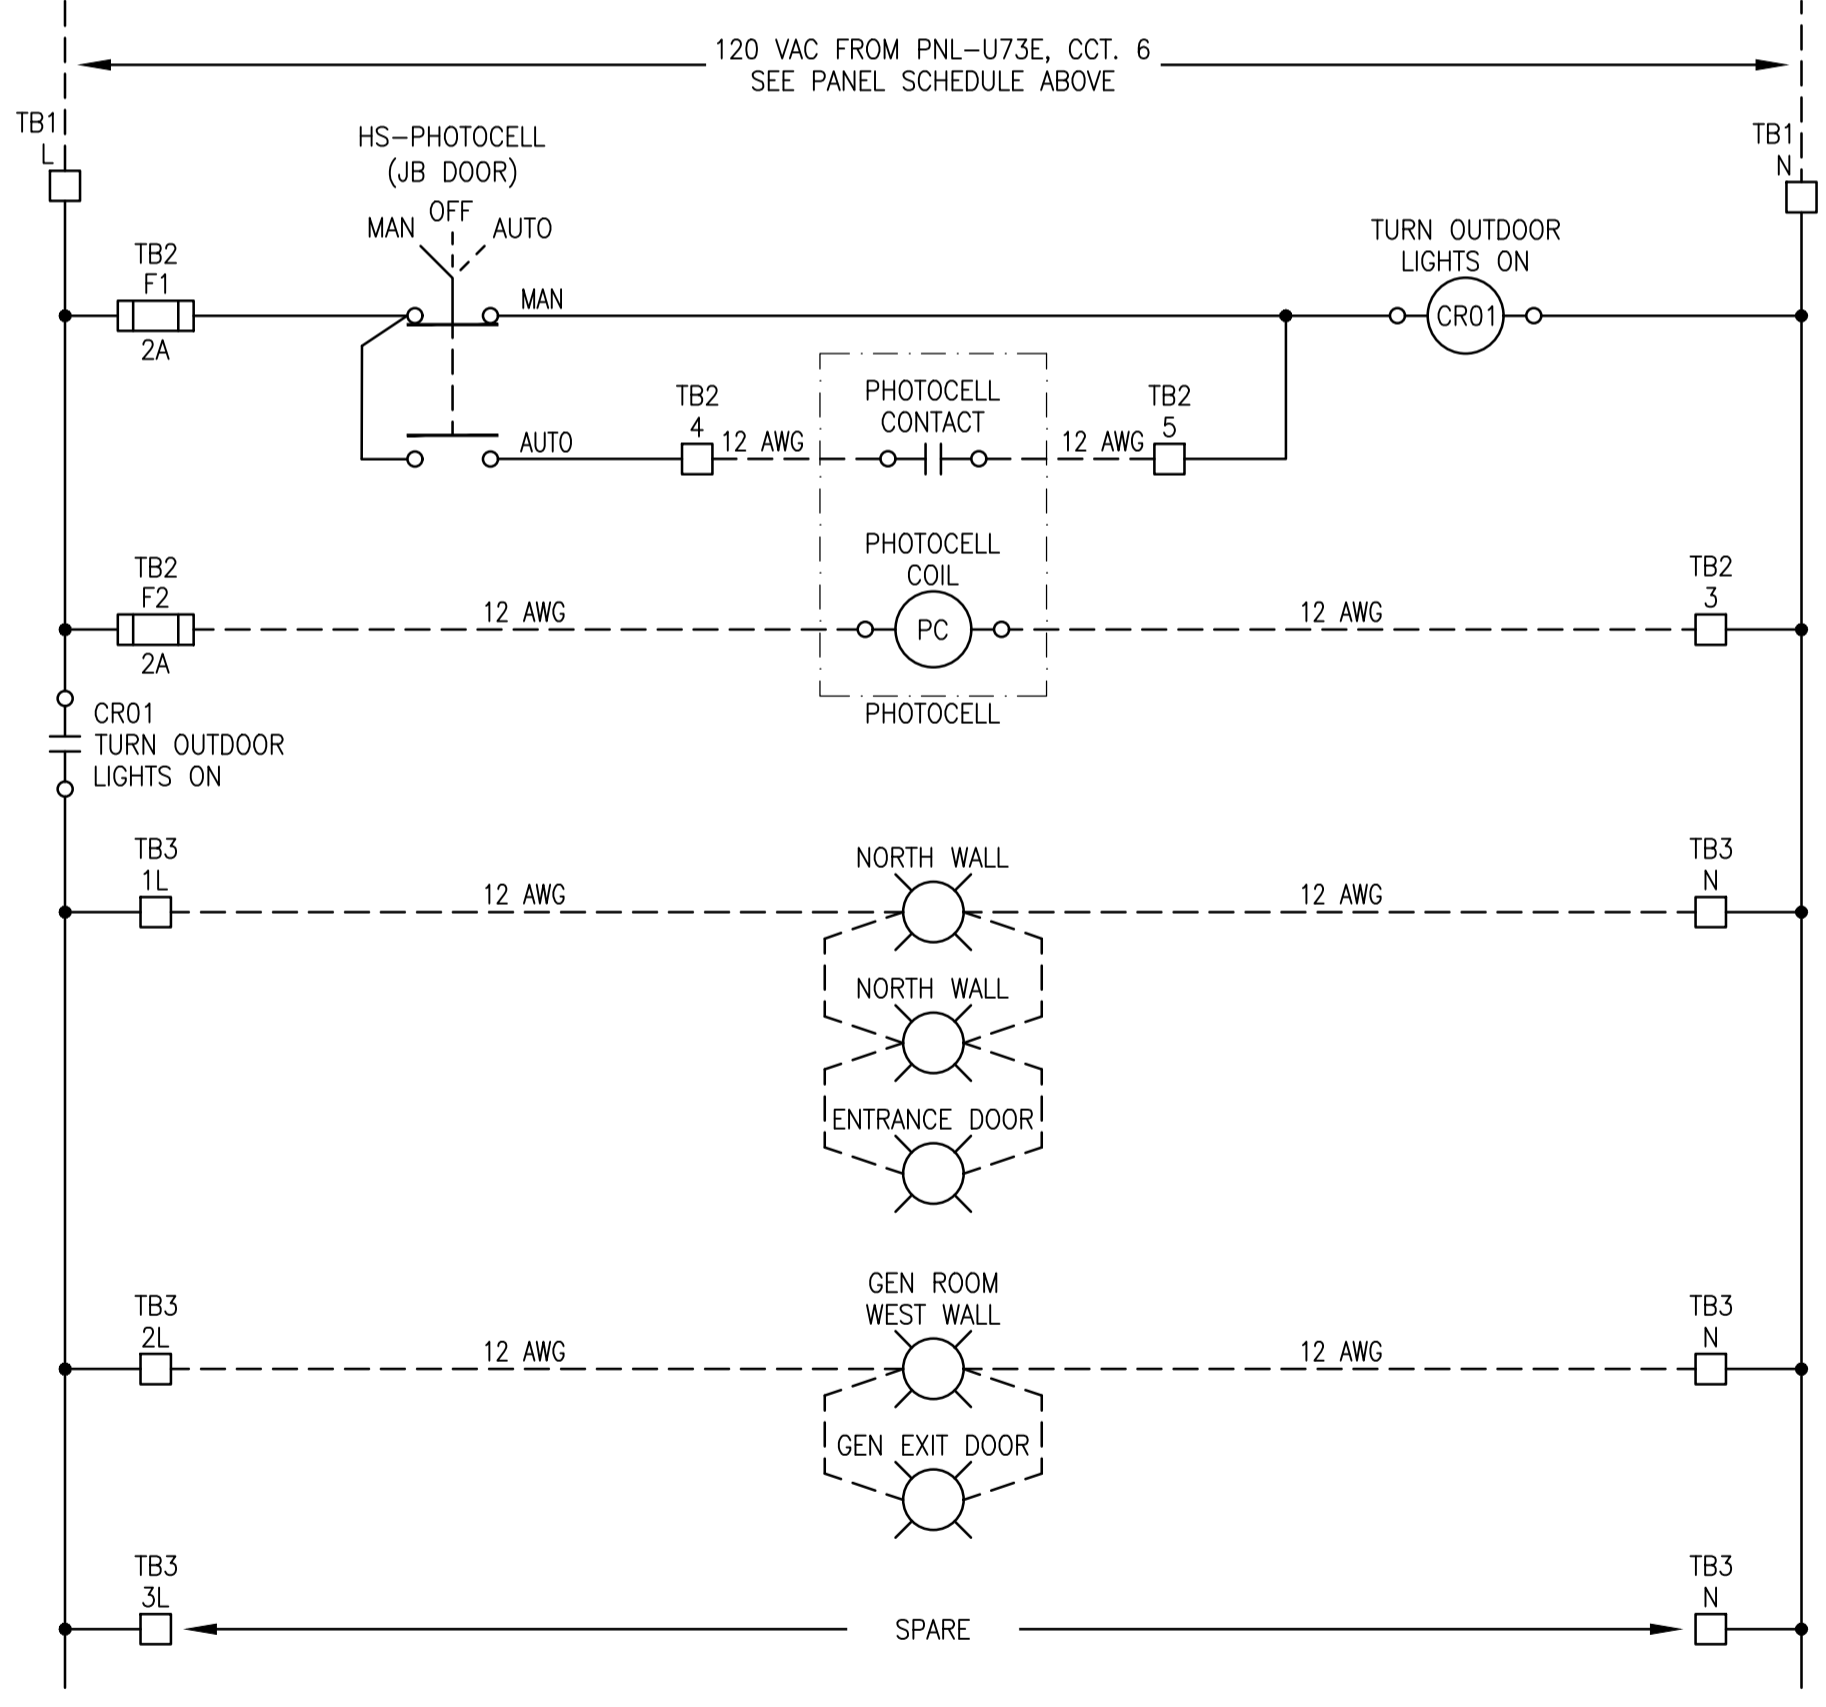 120 VAC FROM PNL-U73E, CCT. 6
SEE PANEL SCHEDULE ABOVE
TB1
L
TB1
N
HS-PHOTOCELL
(JB DOOR)
OFF
MAN
AUTO
TB2
F1
2A
MAN
TURN OUTDOOR
LIGHTS ON
CR01
AUTO
TB2
4
12 AWG
PHOTOCELL
CONTACT
12 AWG
TB2
5
TB2
F2
2A
12 AWG
PHOTOCELL
COIL
PC
PHOTOCELL
12 AWG
TB2
3
CR01
TURN OUTDOOR
LIGHTS ON
TB3
1L
12 AWG
NORTH WALL
12 AWG
TB3
N
NORTH WALL
ENTRANCE DOOR
TB3
2L
12 AWG
GEN ROOM
WEST WALL
12 AWG
TB3
N
GEN EXIT DOOR
TB3
3L
SPARE
TB3
N